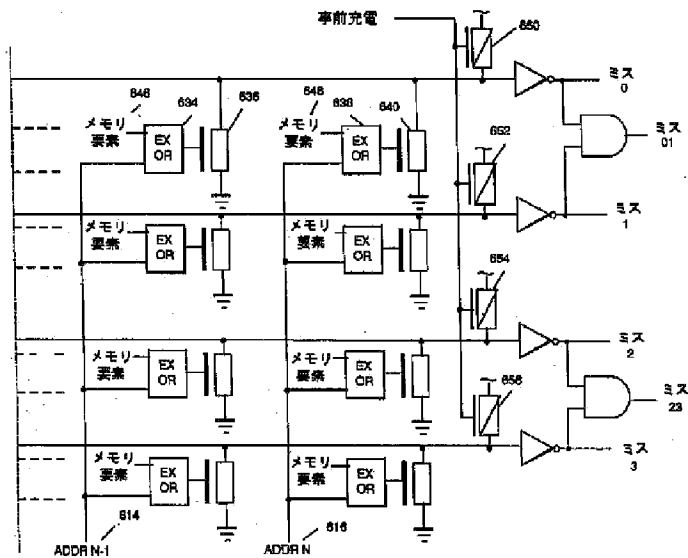 事前充電
650
ミス
0
646
634
636
648
638
640
メモリ
要素
EX
OR
メモリ
要素
EX
OR
652
ミス
01
ミス
1
メモリ
要素
EX
OR
メモリ
要素
EX
OR
654
ミス
2
メモリ
要素
EX
OR
メモリ
要素
EX
OR
656
ミス
23
メモリ
要素
EX
OR
メモリ
要素
EX
OR
ミス
3
614
616
ADDR N-1
ADDR N